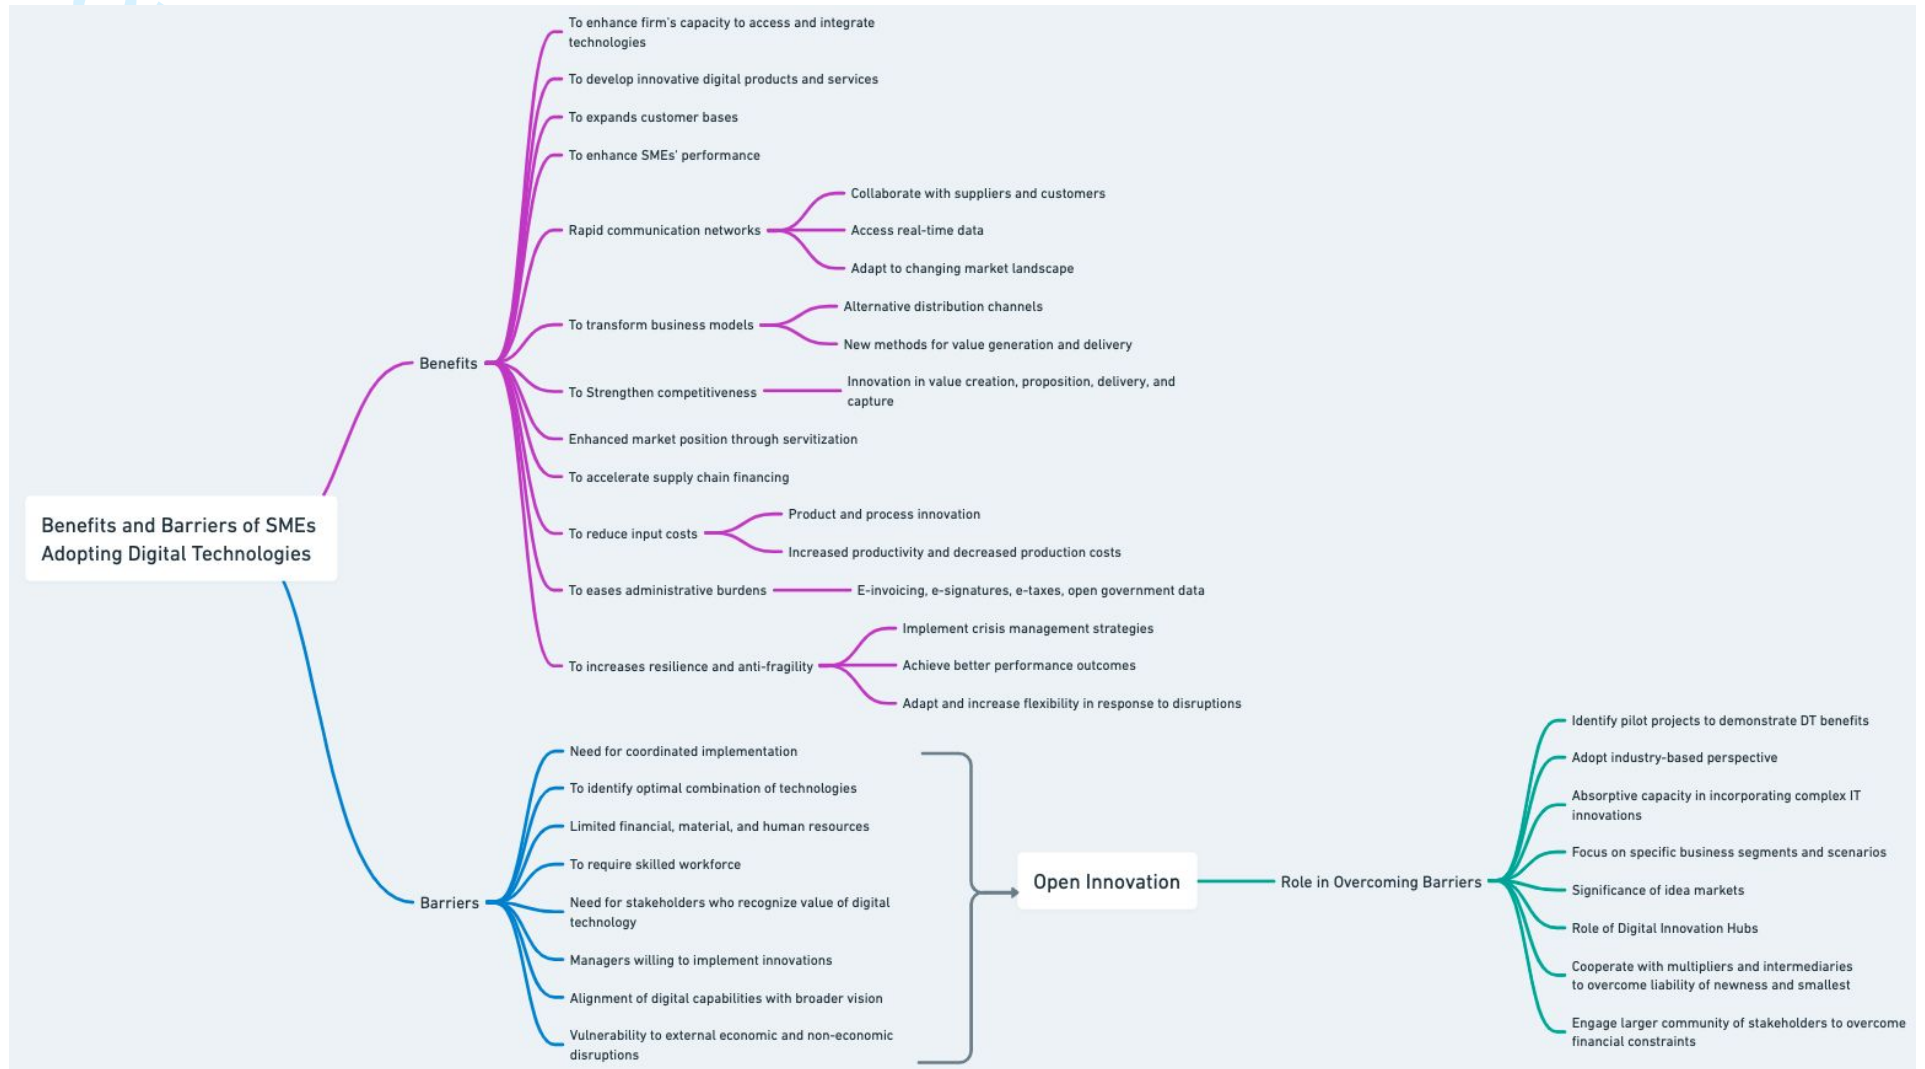 To enhance firm's capacity to access and integrate
technologies
To develop innovative digital products and services
To expands customer bases
To enhance SMEs' performance
Rapid communication networks
Collaborate with suppliers and customers
Access real-time data
Adapt to changing market landscape
To transform business models
Alternative distribution channels
New methods for value generation and delivery
Benefits
To Strengthen competitiveness
Innovation in value creation, proposition, delivery, and
capture
Enhanced market position through servitization
To accelerate supply chain financing
Benefits and Barriers of SMEs
Adopting Digital Technologies
To reduce input costs
Product and process innovation
Increased productivity and decreased production costs
To eases administrative burdens
E-invoicing, e-signatures, e-taxes, open government data
To increases resilience and anti-fragility
Implement crisis management strategies
Achieve better performance outcomes
Adapt and increase flexibility in response to disruptions
Barriers
Need for coordinated implementation
To identify optimal combination of technologies
Limited financial, material, and human resources
To require skilled workforce
Need for stakeholders who recognize value of digital
technology
Managers willing to implement innovations
Alignment of digital capabilities with broader vision
Vulnerability to external economic and non-economic
disruptions
Open Innovation
Role in Overcoming Barriers
Identify pilot projects to demonstrate DT benefits
Adopt industry-based perspective
Absorptive capacity in incorporating complex IT
innovations
Focus on specific business segments and scenarios
Significance of idea markets
Role of Digital Innovation Hubs
Cooperate with multipliers and intermediaries
to overcome liability of newness and smallest
Engage larger community of stakeholders to overcome
financial constraints